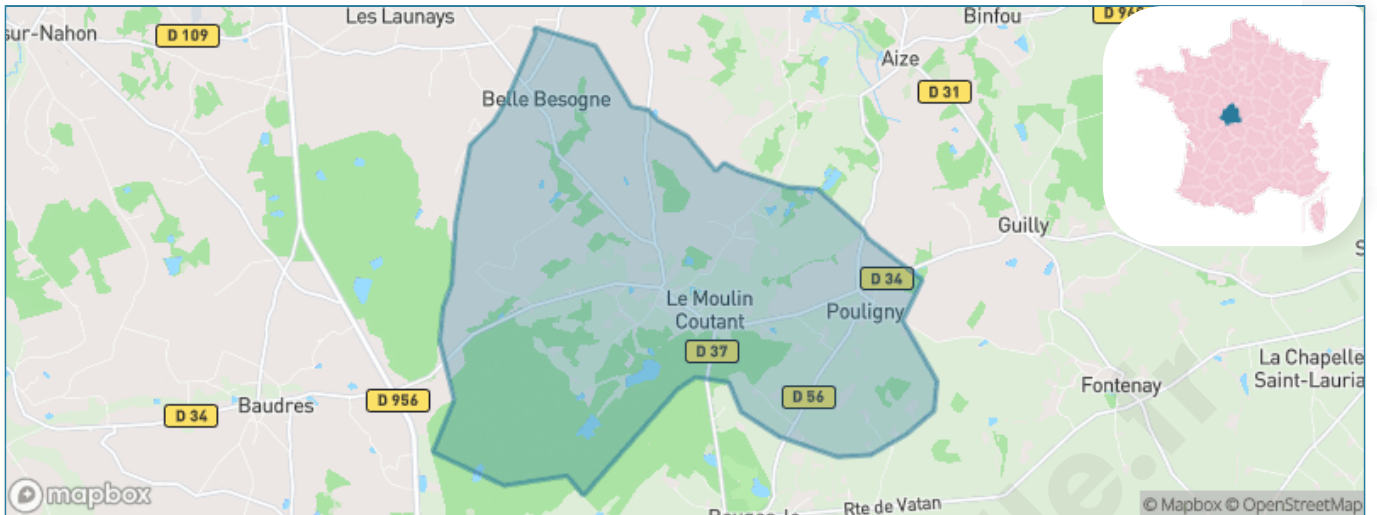 Les Launays
Binfou
D 109
sur-Nahon
Aize
D 31
Belle Besogne
Guilly
D 34
Le Moulin
Coutant
Pouligny
D 37
La Chapelle
Saint-Lauria
Fontenay
D 56
D 956
Baudres
D 34
mapbox
Rte de Vatan
© Mapbox © OpenStreetMap